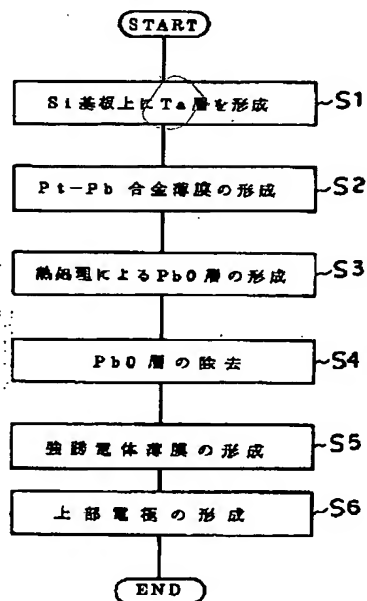 START
Si基板上にTa層を形成 S1
Pt-Pb 合金薄膜の形成 S2
熱処理によるPbO層の形成 S3
PbO層の除去 S4
強誘電体薄膜の形成 S5
上部電極の形成 S6
END